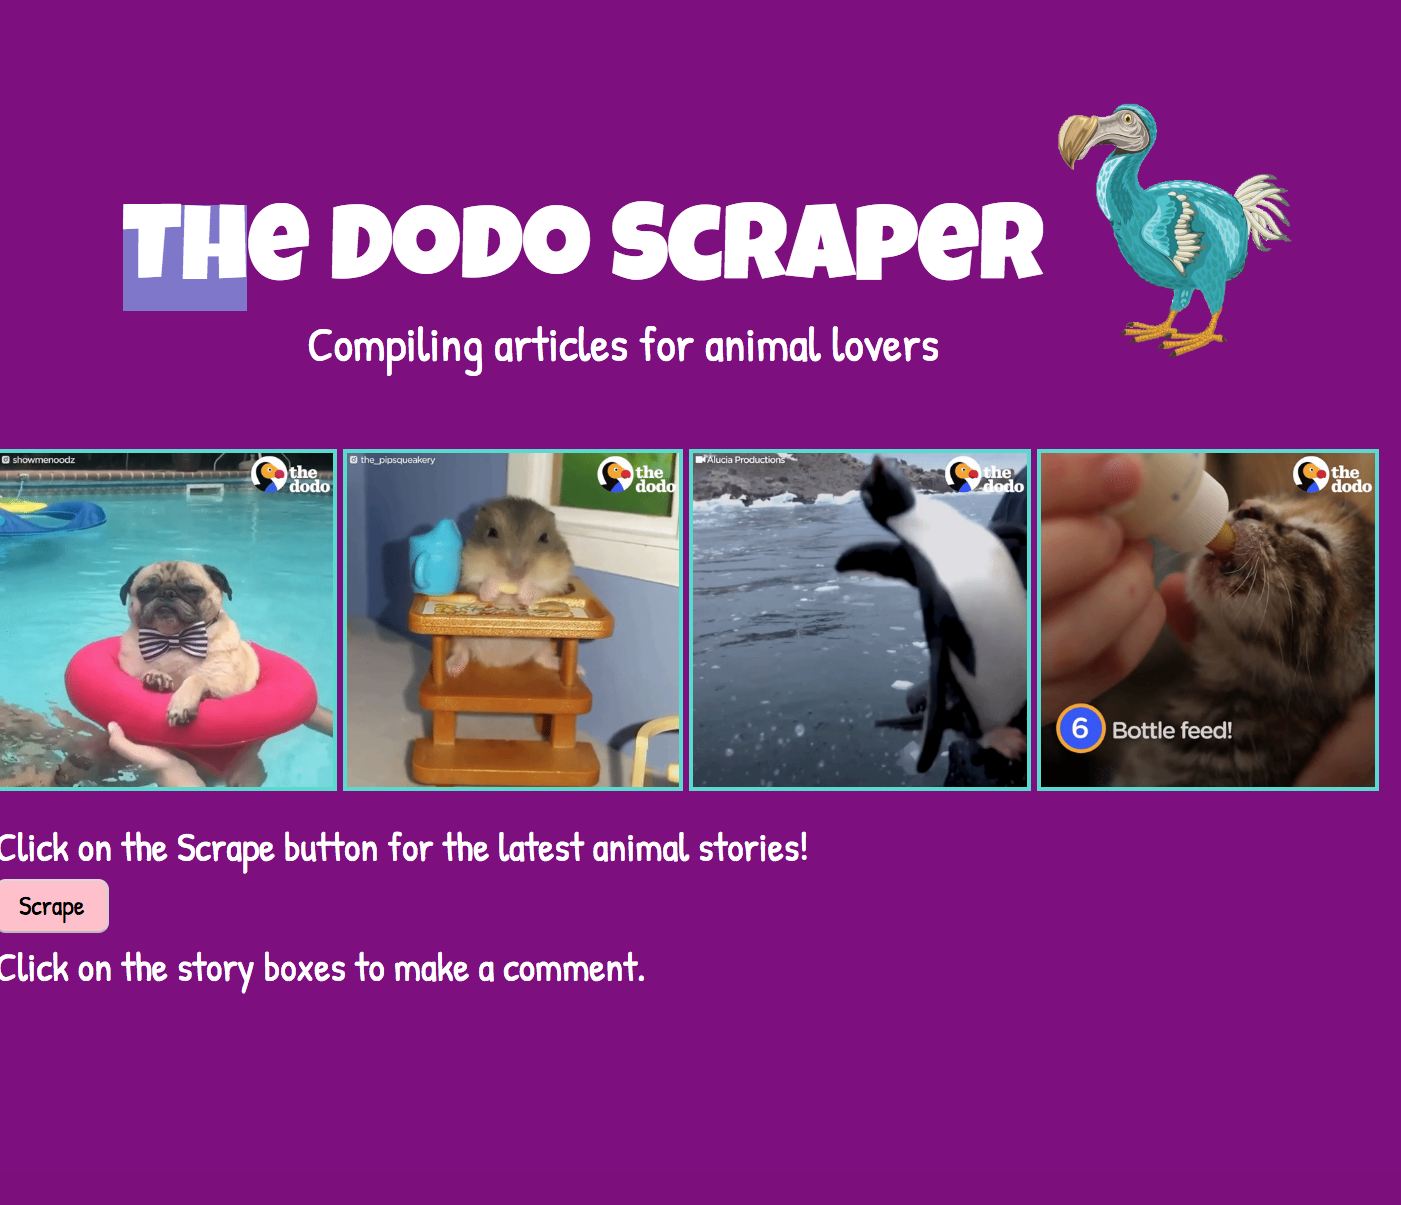 THe DODO SCRAPeR
Compiling articles for animal lovers
showmenoodz
the
dodo
the_pipsqueakery
the
dodo
Alucia Productions
the
dodo
the
dodo
6 Bottle feed!
Click on the Scrape button for the latest animal stories!
Scrape
Click on the story boxes to make a comment.